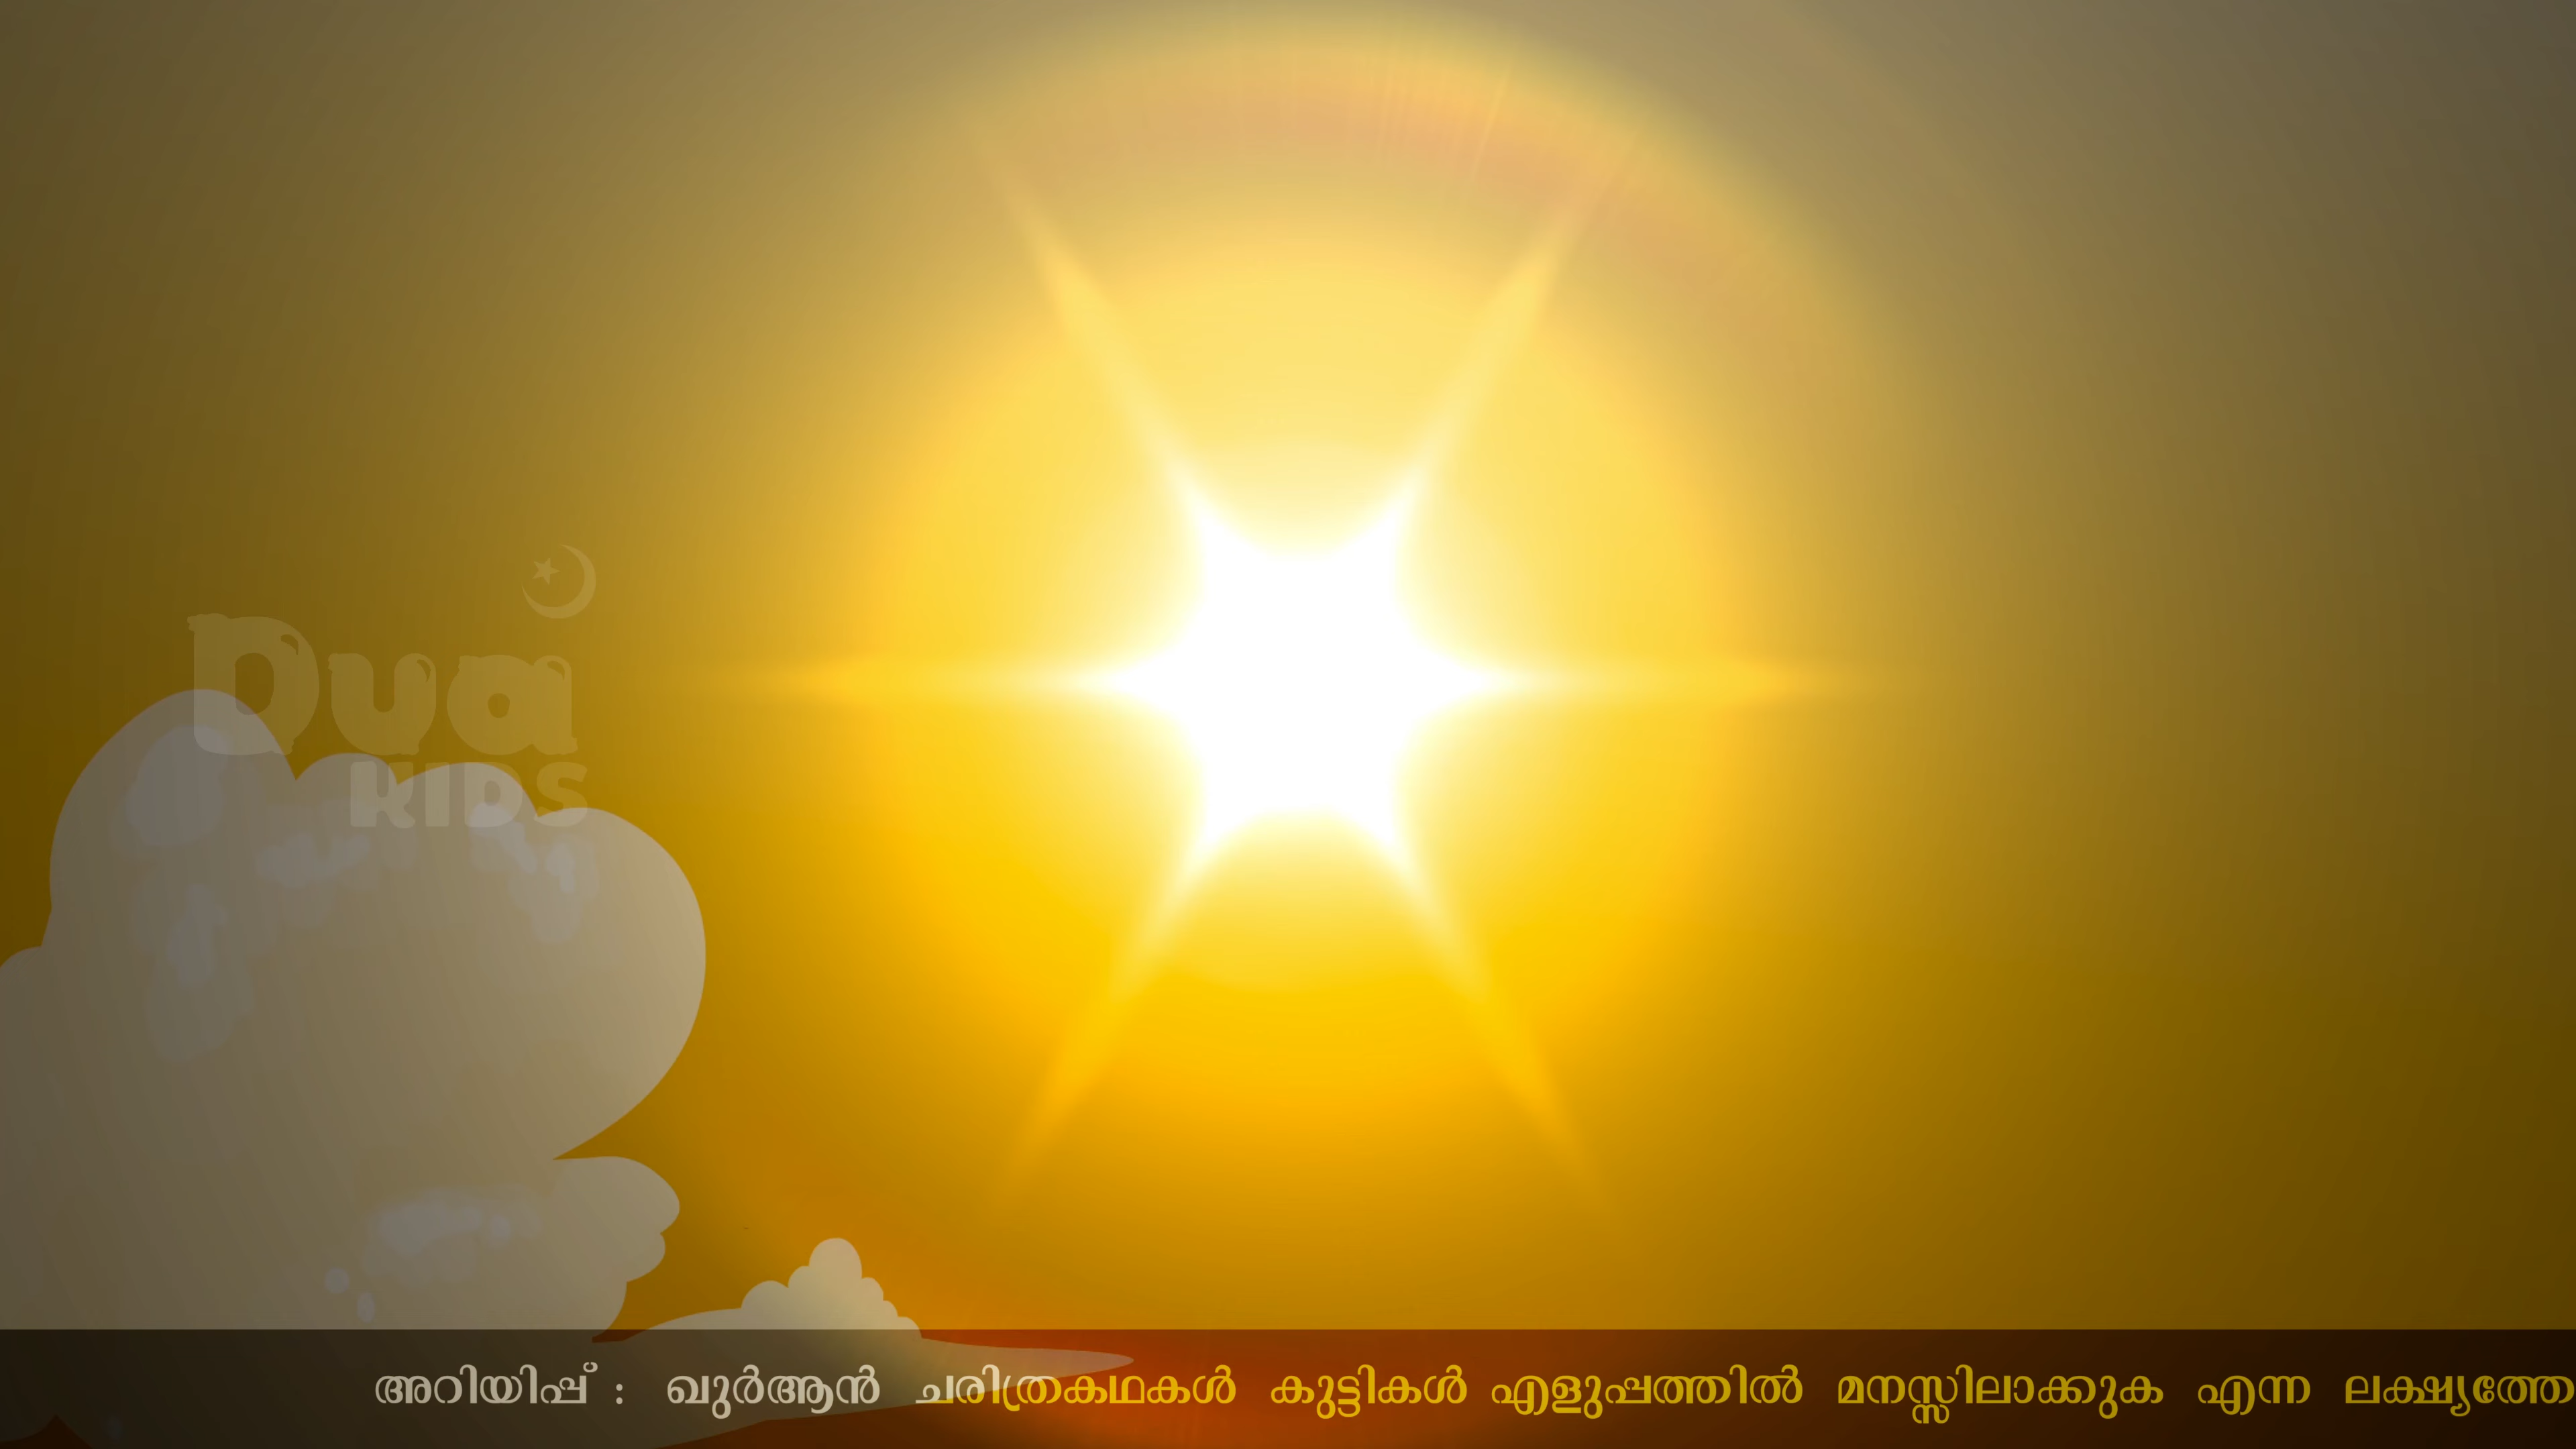 Dua
KIDS
അറിയിപ്പ് : ഖുർആൻ ചരിത്രകഥകൾ കുട്ടികൾ എളുപ്പത്തിൽ മനസ്സിലാക്കുക എന്ന ലക്ഷ്യത്തോ